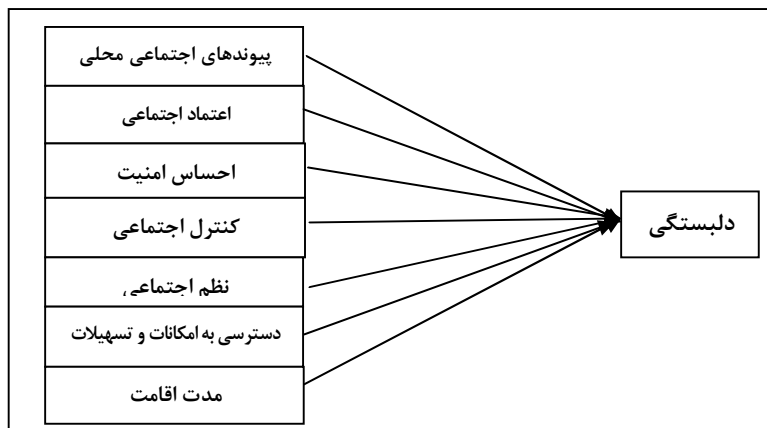 پیوندهای اجتماعی محلی
اعتماد اجتماعی
احساس امنیت
کنترل اجتماعی
نظم اجتماعی
دسترسی به امکانات و تسهیلات
مدت اقامت
دلبستگی